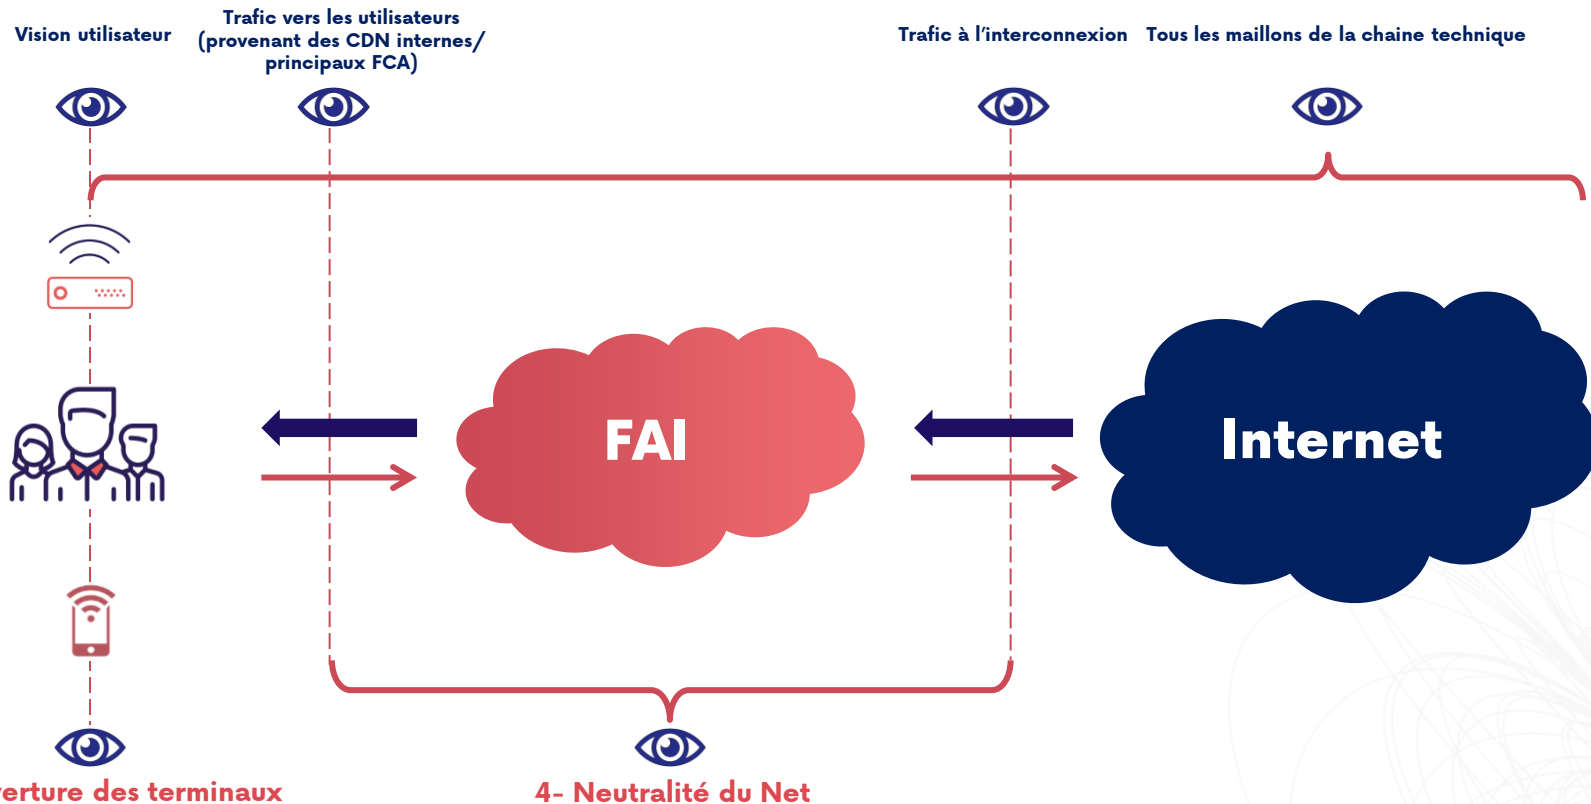 Vision utilisateur
Trafic vers les utilisateurs
(provenant des CDN internes/
principaux FCA)
Trafic à l'interconnexion
Tous les maillons de la chaine technique
FAI
Internet
verture des terminaux
4- Neutralité du Net